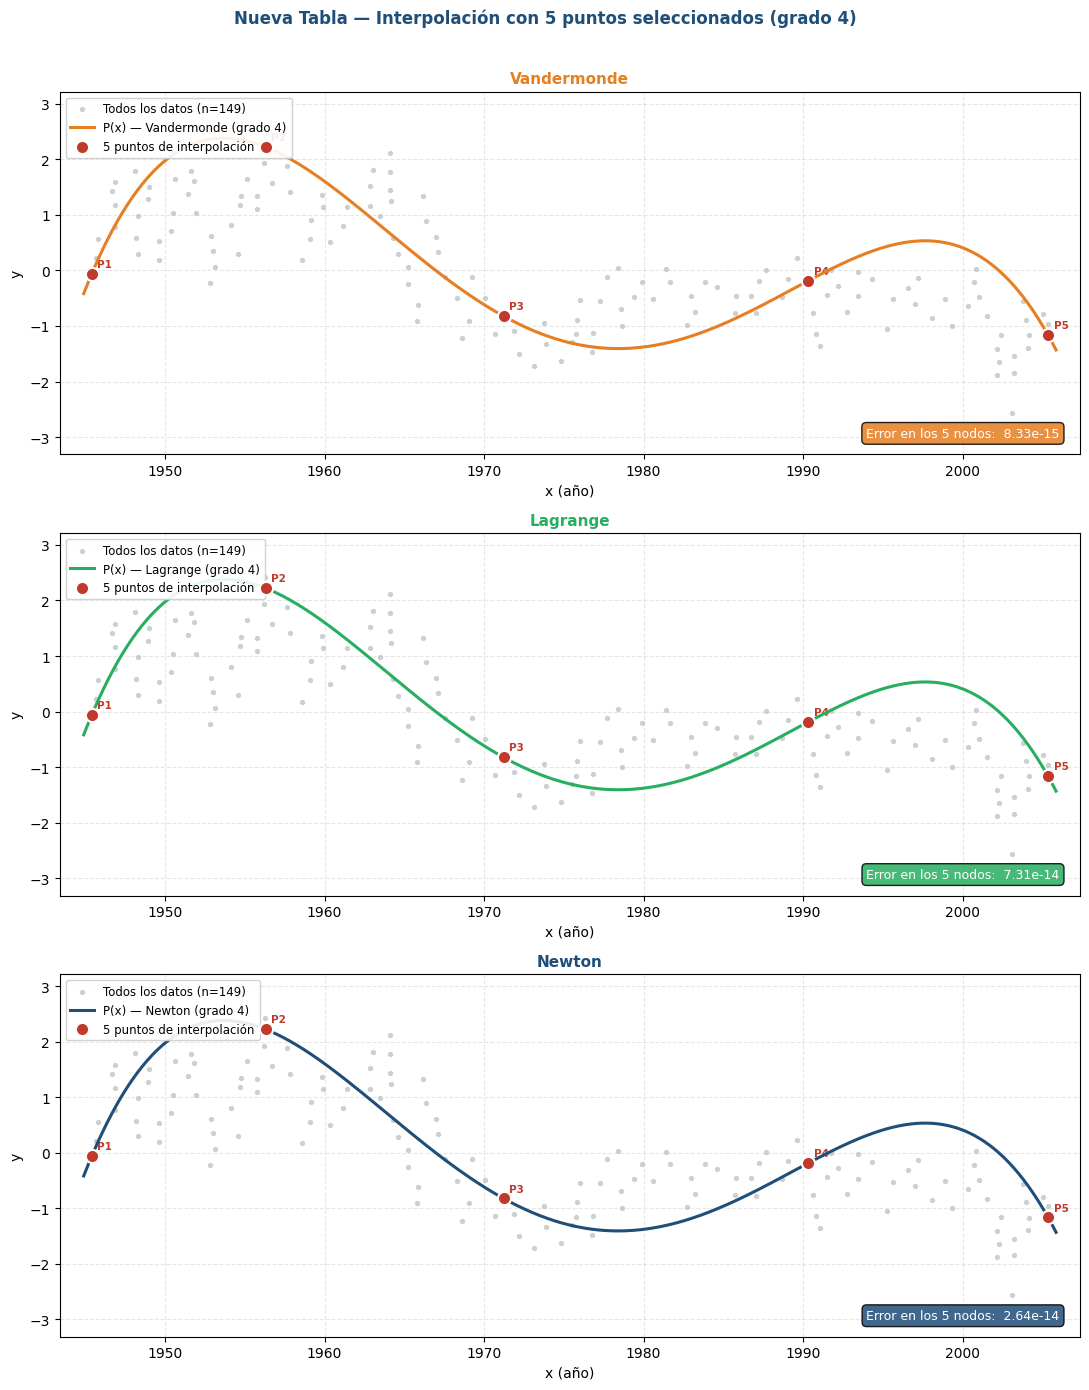 Nueva Tabla — Interpolación con 5 puntos seleccionados (grado 4)
Vandermonde
Todos los datos (n=149)
P(x) — Vandermonde (grado 4)
5 puntos de interpolación
P1
P2
P3
P4
P5
Error en los 5 nodos:  8.33e-15
3
2
1
0
−1
−2
−3
y
1950
1960
1970
1980
1990
2000
x (año)
Lagrange
Todos los datos (n=149)
P(x) — Lagrange (grado 4)
5 puntos de interpolación
P1
P2
P3
P4
P5
Error en los 5 nodos:  7.31e-14
3
2
1
0
−1
−2
−3
y
1950
1960
1970
1980
1990
2000
x (año)
Newton
Todos los datos (n=149)
P(x) — Newton (grado 4)
5 puntos de interpolación
P1
P2
P3
P4
P5
Error en los 5 nodos:  2.64e-14
3
2
1
0
−1
−2
−3
y
1950
1960
1970
1980
1990
2000
x (año)